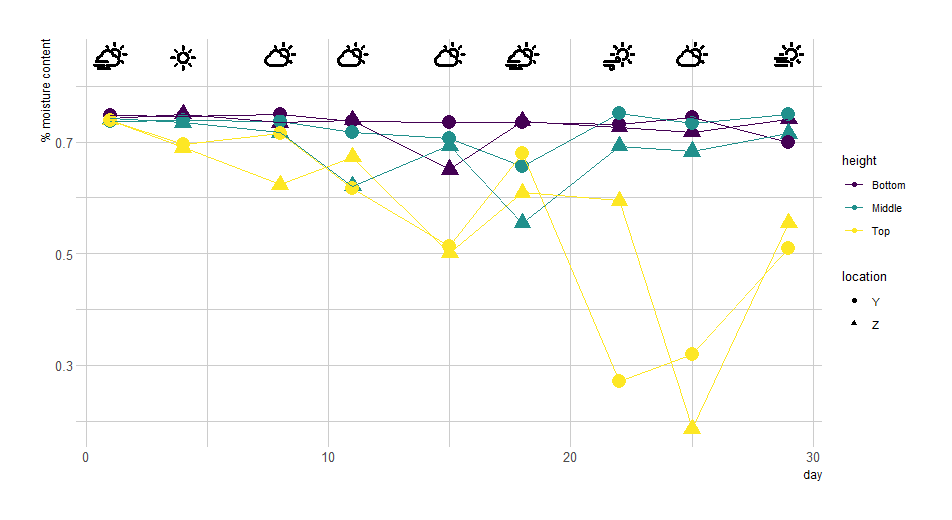 % moisture content
0.7
0.5
0.3
0
10
20
30
day
height
Bottom
Middle
Top
location
Y
Z